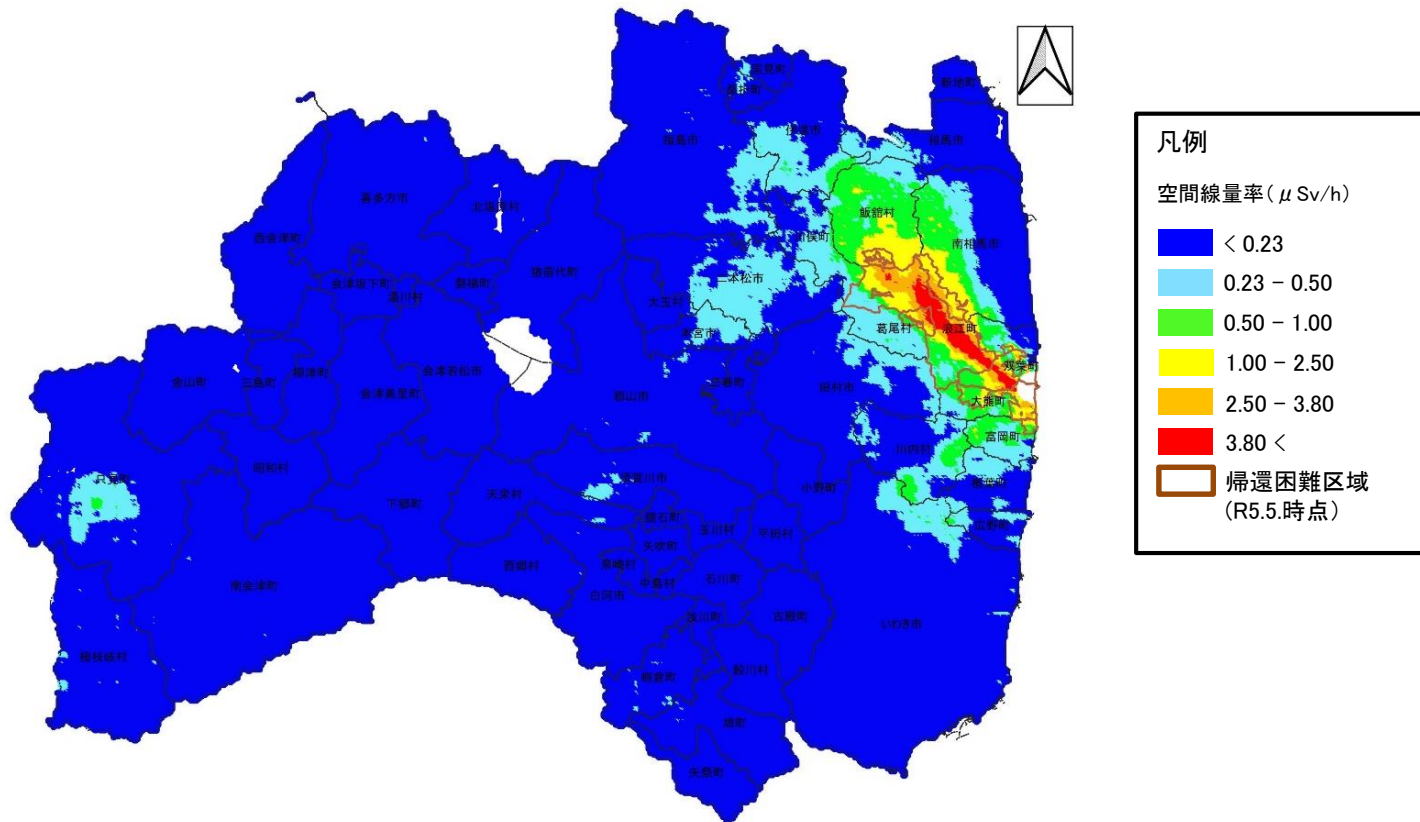 桑折町
新地町
福島市
伊達市
相馬市
喜多方市
北塩原村
飯舘村
西会津町
川俣町
南相馬市
猪苗代町
会津坂下町
磐梯町
湯川村
二本松市
大玉村
本宮市
葛尾村
浪江町
金山町
三島町
柳津町
会津若松市
三春町
双葉町
会津美里町
郡山市
田村市
大熊町
富岡町
川内村
昭和村
只見町
須賀川市
楢葉町
下郷町
天栄村
小野町
鏡石町
広野町
玉川村
平田村
矢吹町
西郷村
泉崎村
石川町
中島村
南会津町
白河市
浅川町
古殿町
いわき市
檜枝岐村
棚倉町
鮫川村
塙町
矢祭町
凡例
空間線量率(μSv/h)
< 0.23
0.23 - 0.50
0.50 - 1.00
1.00 - 2.50
2.50 - 3.80
3.80 <
帰還困難区域
(R5.5.時点)